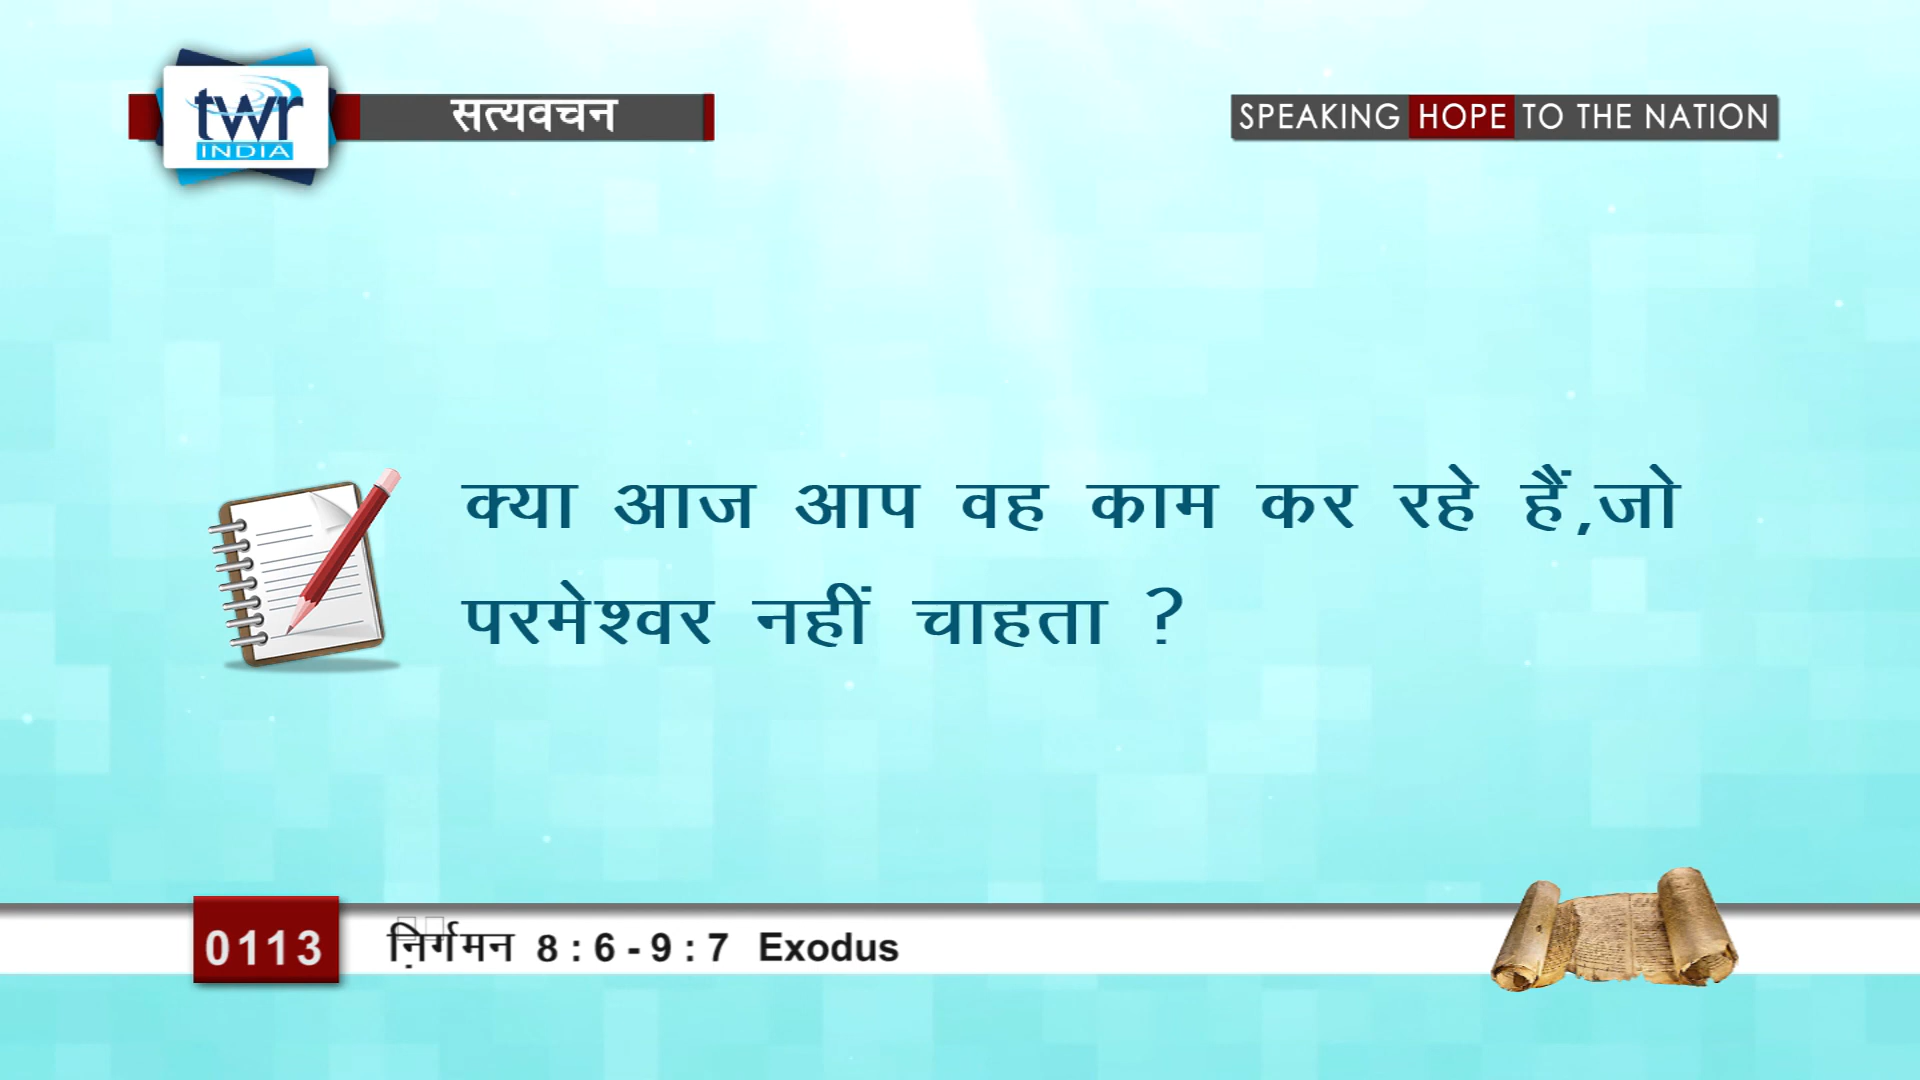 twr
INDIA
सत्यवचन
SPEAKING HOPE TO THE NATION
क्या आज आप वह काम कर रहे हैं,जो
परमेश्वर नहीं चाहता ?
0113
निर्गमन 8 : 6 - 9 : 7 Exodus